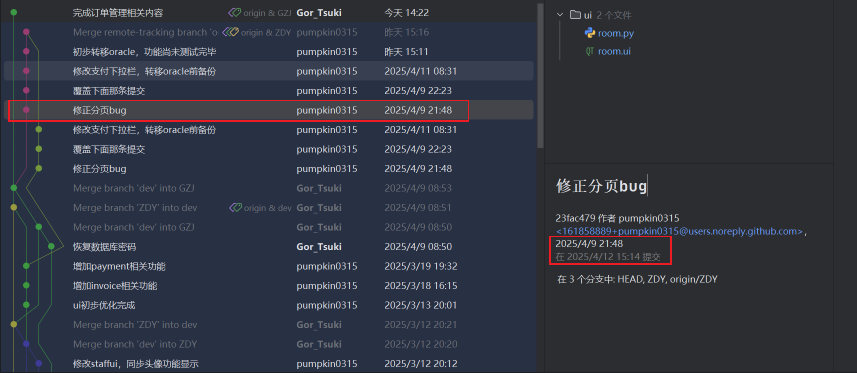 完成订单管理相关内容 origin & GZJ Gor_Tsuki 今天 14:22
Merge remote-tracking branch 'o origin & ZDY pumpkin0315 昨天 15:16
初步转移oracle，功能尚未测试完毕 pumpkin0315 昨天 15:11
修改支付下拉栏，转移oracle前备份 pumpkin0315 2025/4/11 08:31
覆盖下面那条提交 pumpkin0315 2025/4/9 22:23
修正分页bug pumpkin0315 2025/4/9 21:48
修改支付下拉栏，转移oracle前备份 pumpkin0315 2025/4/11 08:31
覆盖下面那条提交 pumpkin0315 2025/4/9 22:23
修正分页bug pumpkin0315 2025/4/9 21:48
Merge branch 'dev' into GZJ Gor_Tsuki 2025/4/9 08:53
Merge branch 'ZDY' into dev origin & dev Gor_Tsuki 2025/4/9 08:51
Merge branch 'dev' into GZJ Gor_Tsuki 2025/4/9 08:50
恢复数据库密码 Gor_Tsuki 2025/4/9 08:50
增加payment相关功能 pumpkin0315 2025/3/19 19:32
增加invoice相关功能 pumpkin0315 2025/3/18 16:15
ui初步优化完成 pumpkin0315 2025/3/13 20:01
Merge branch 'ZDY' into dev Gor_Tsuki 2025/3/12 20:21
Merge branch 'dev' into ZDY Gor_Tsuki 2025/3/12 20:20
修改staffui，同步头像功能显示 pumpkin0315 2025/3/12 20:12
ui 2 个文件
room.py
room.ui
修正分页bug
23fac479 作者 pumpkin0315
<161858889+pumpkin0315@users.noreply.github.com>,
2025/4/9 21:48
在 2025/4/12 15:14 提交
在 3 个分支中: HEAD, ZDY, origin/ZDY